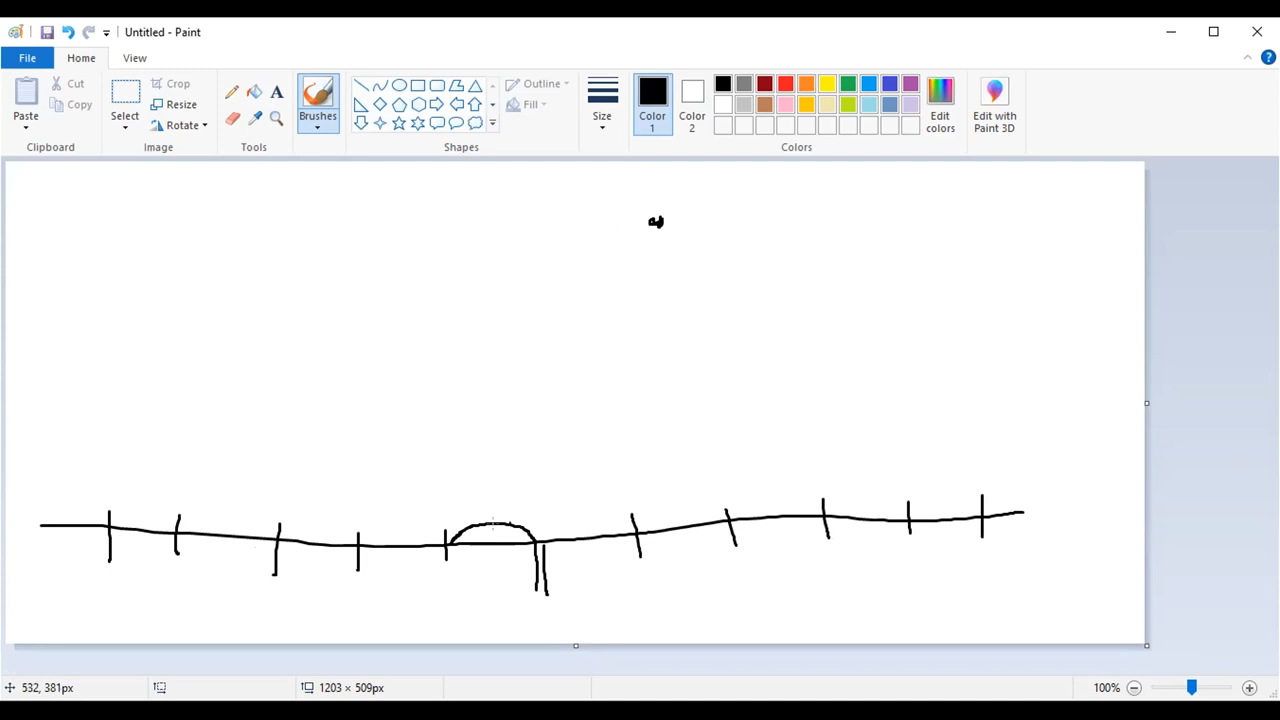 Untitled - Paint
File
Home
View
Paste
Cut
Copy
Clipboard
Select
Crop
Resize
Rotate
Image
A
Tools
Brushes
Outline
Fill
Shapes
Size
Color 1
Color 2
Edit colors
Colors
Edit with Paint 3D
532, 381px
1203 × 509px
100%